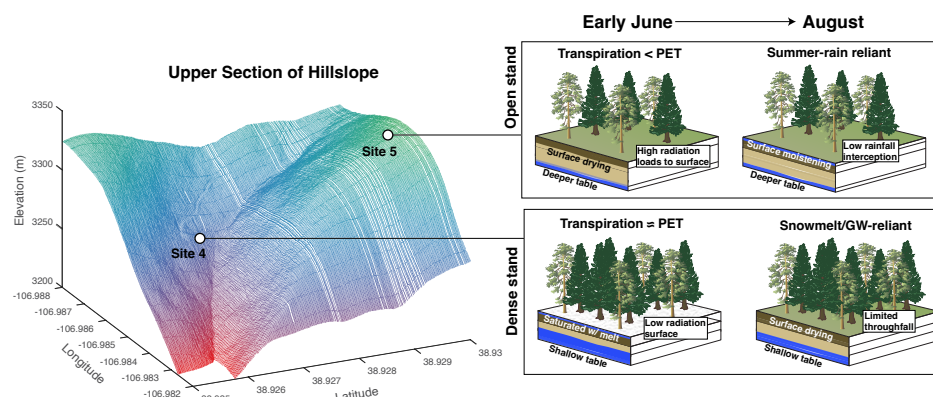 Early June
August
Upper Section of Hillslope
Open stand
Transpiration < PET
Summer-rain reliant
High radiation
loads to surface
Surface drying
Deeper table
Low rainfall
interception
Surface moistening
Deeper table
Dense stand
Transpiration ≈ PET
Snowmelt/GW-reliant
Low radiation
surface
Saturated w/ melt
Shallow table
Limited
throughfall
Surface drying
Shallow table
Site 5
Site 4
Elevation (m)
3350
3300
3250
3200
-106.988
-106.987
-106.986
-106.985
-106.984
-106.983
-106.982
Longitude
38.926
38.927
38.928
38.929
38.93
Latitude